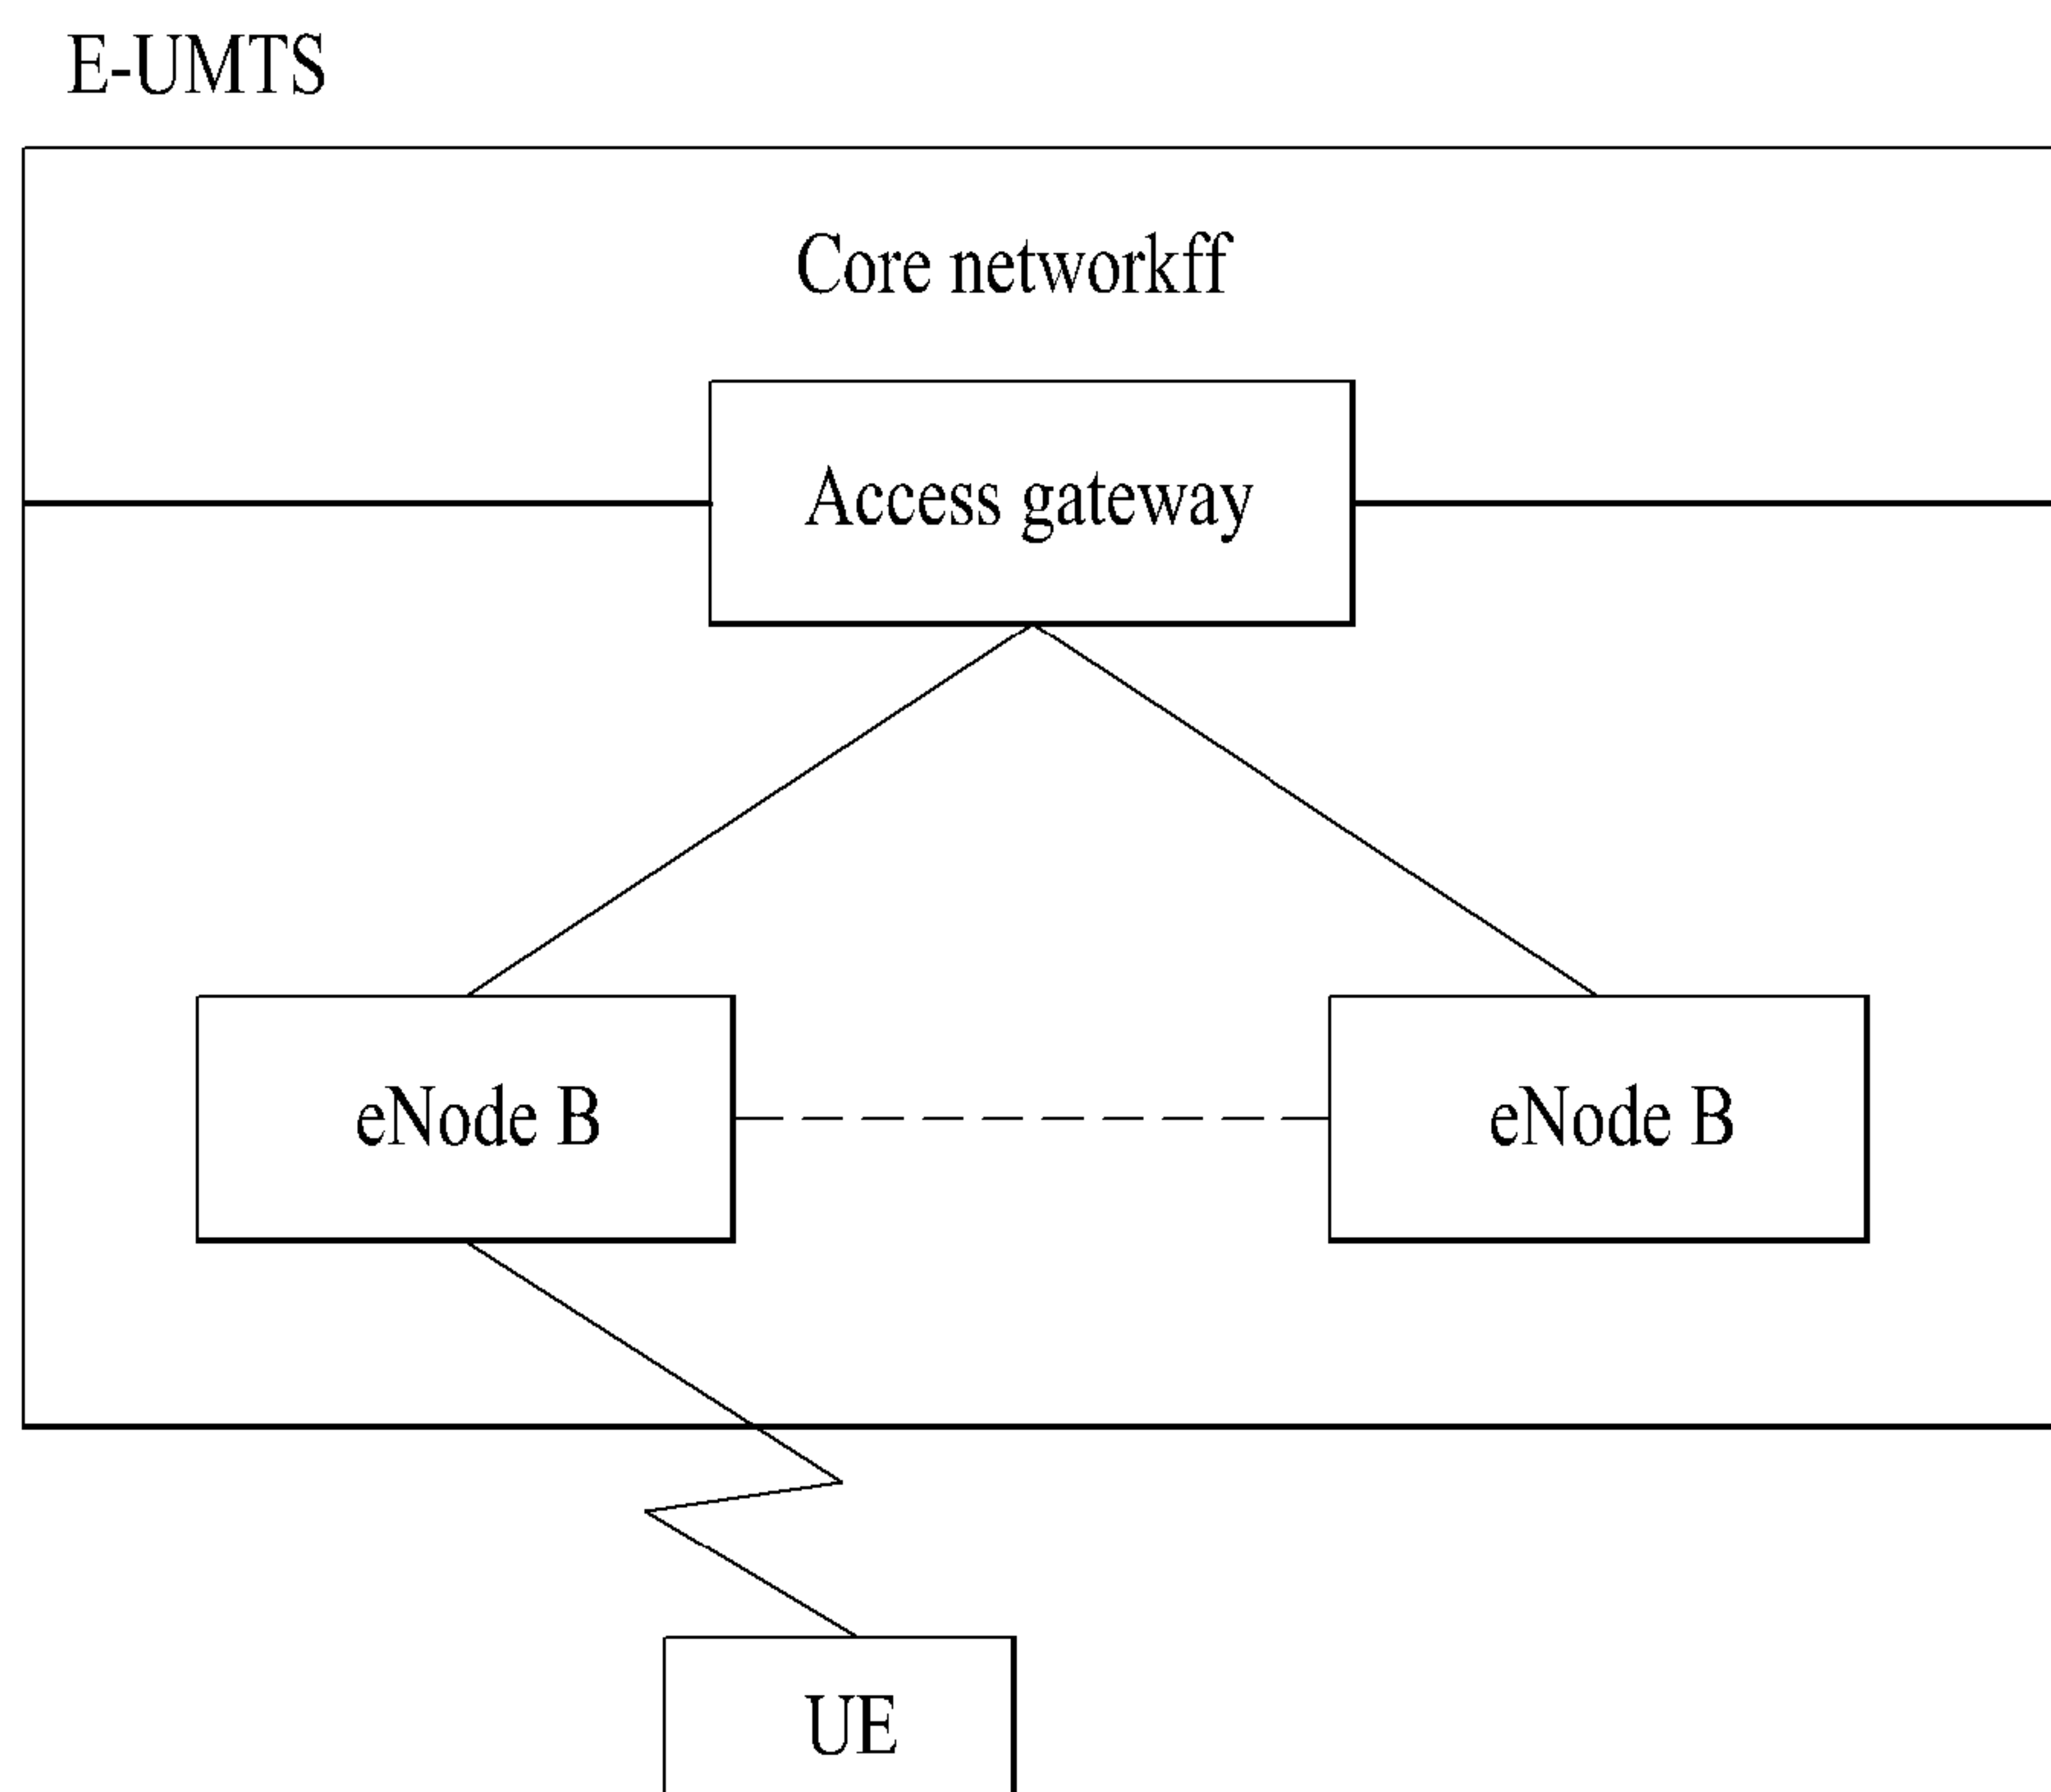 E-UMTS
Core networkff
Access gateway
eNode B
eNode B
UE